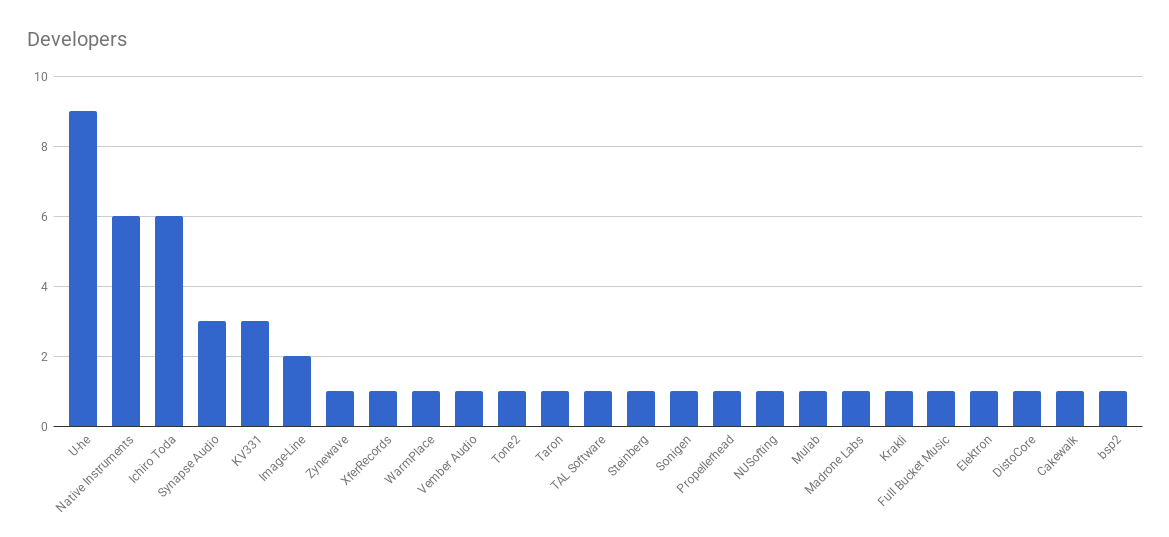 Developers
10
8
6
4
2
0
U-he
Native Instruments
Ichiro Toda
Synapse Audio
KV331
Image-Line
Zynewave
XferRecords
WarmPlace
Vember Audio
Tone2
Taron
TAL Software
Steinberg
Sonigen
Propellerhead
NUSofting
Mulab
Madrone Labs
Krakli
Full Bucket Music
Elektron
DistoCore
Cakewalk
bsp2